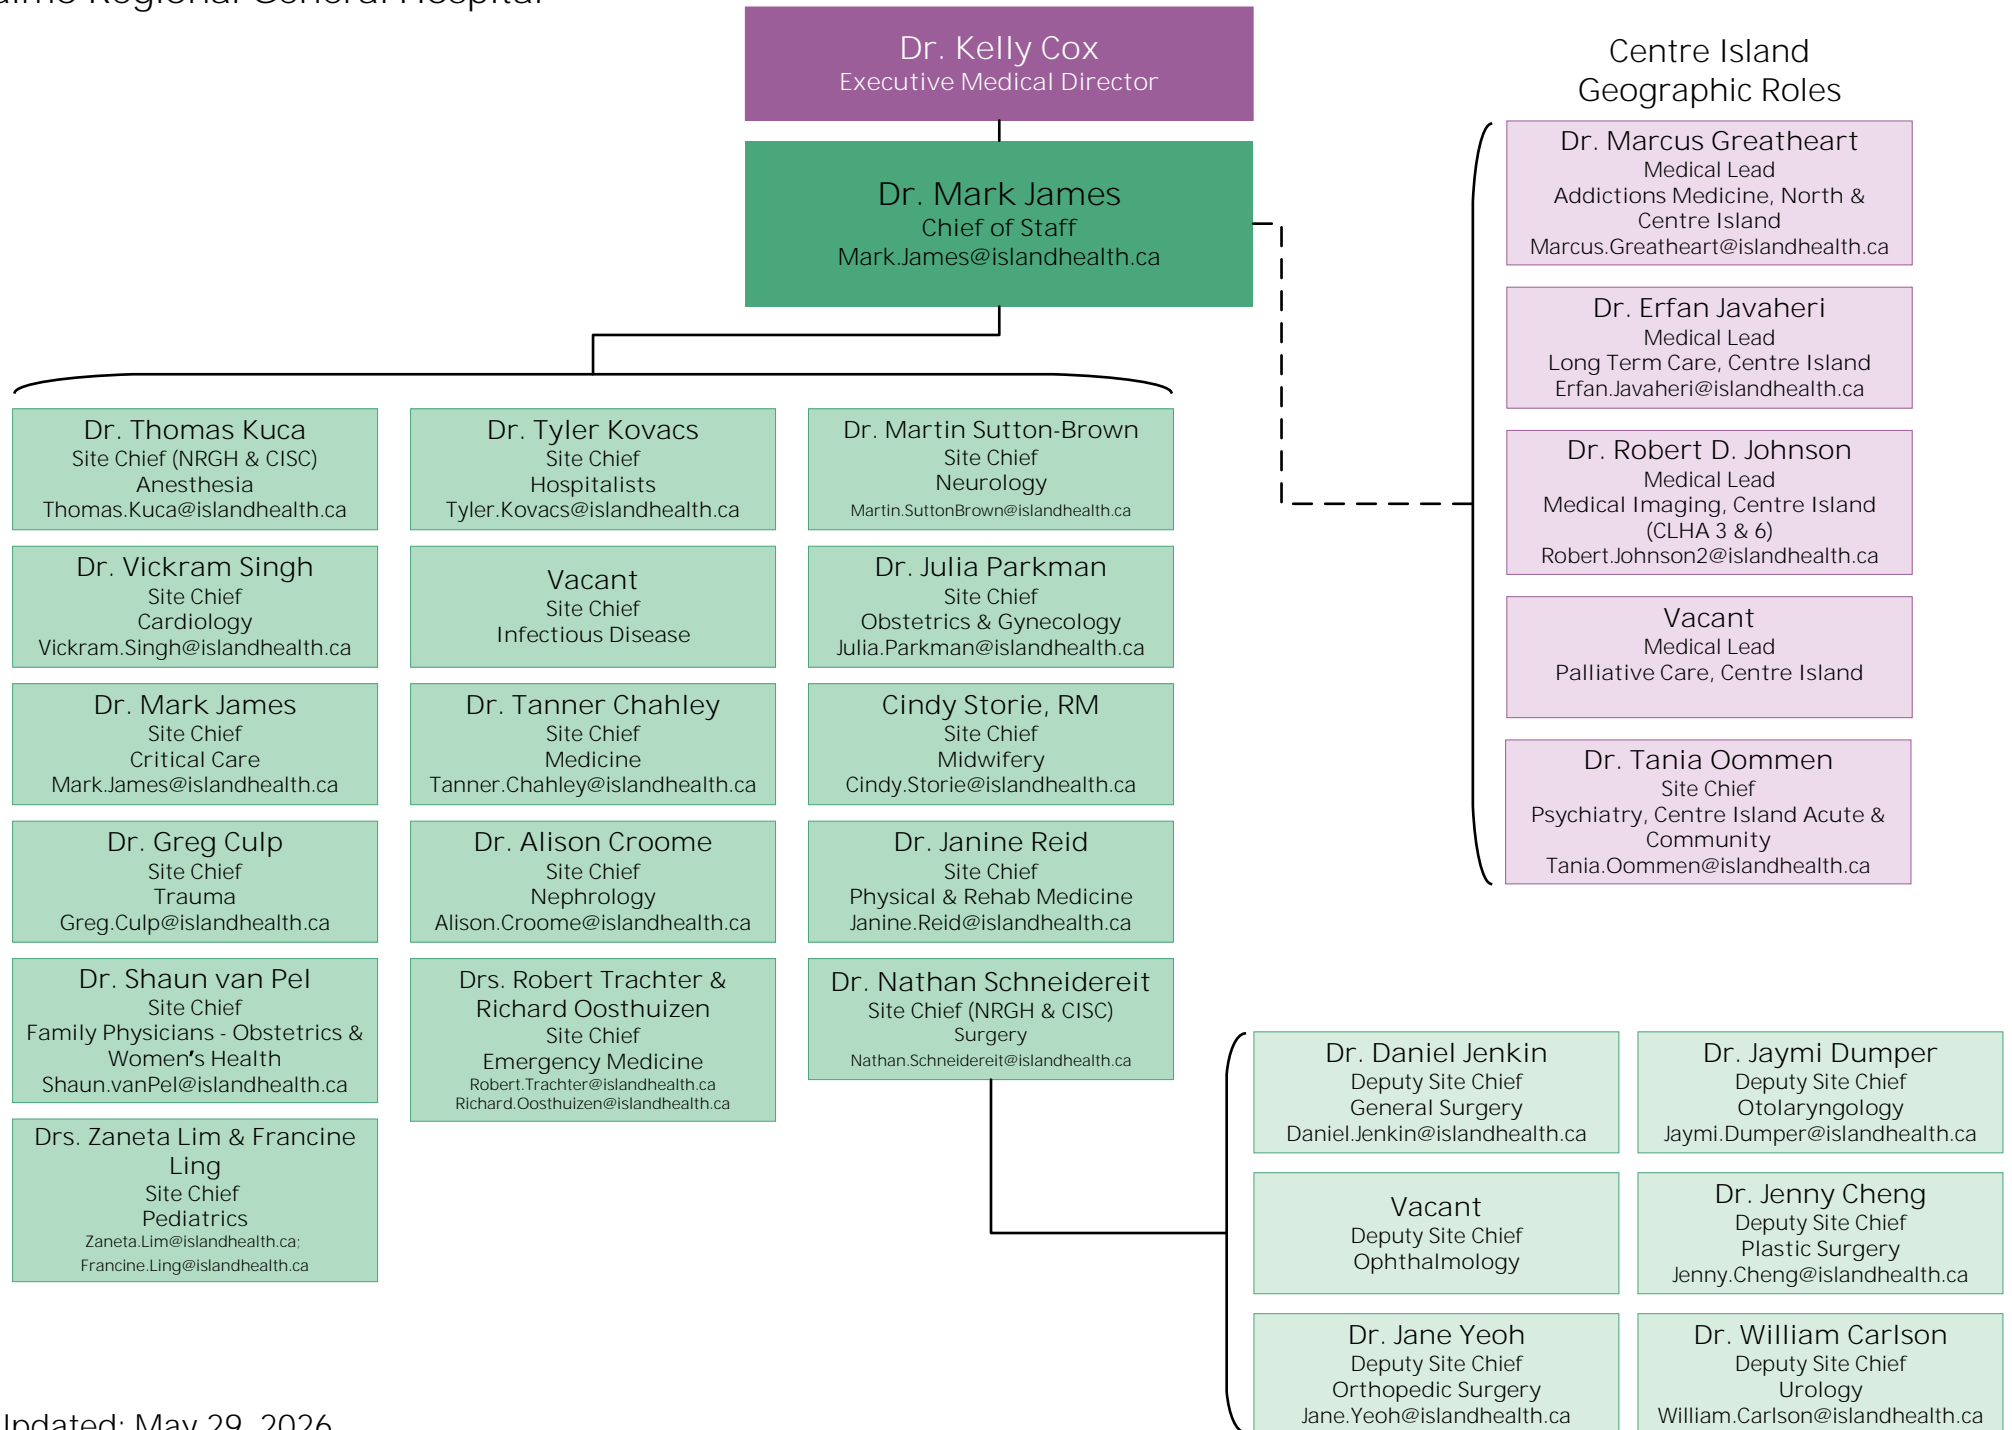 Regional General Hospital
Dr. Kelly Cox
Executive Medical Director
Dr. Mark James
Chief of Staff
Mark.James@islandhealth.ca
Centre Island
Geographic Roles
Dr. Marcus Greatheart
Medical Lead
Addictions Medicine, North &
Centre Island
Marcus.Greatheart@islandhealth.ca
Dr. Erfan Javaheri
Medical Lead
Long Term Care, Centre Island
Erfan.Javaheri@islandhealth.ca
Dr. Robert D. Johnson
Medical Lead
Medical Imaging, Centre Island
(CLHA 3 & 6)
Robert.Johnson2@islandhealth.ca
Vacant
Medical Lead
Palliative Care, Centre Island
Dr. Tania Oommen
Site Chief
Psychiatry, Centre Island Acute &
Community
Tania.Oommen@islandhealth.ca
Dr. Thomas Kuca
Site Chief (NRGH & CISC)
Anesthesia
Thomas.Kuca@islandhealth.ca
Dr. Vickram Singh
Site Chief
Cardiology
Vickram.Singh@islandhealth.ca
Dr. Mark James
Site Chief
Critical Care
Mark.James@islandhealth.ca
Dr. Greg Culp
Site Chief
Trauma
Greg.Culp@islandhealth.ca
Dr. Shaun van Pel
Site Chief
Family Physicians - Obstetrics &
Women's Health
Shaun.vanPel@islandhealth.ca
Drs. Zaneta Lim & Francine
Ling
Site Chief
Pediatrics
Zaneta.Lim@islandhealth.ca;
Francine.Ling@islandhealth.ca
Dr. Tyler Kovacs
Site Chief
Hospitalists
Tyler.Kovacs@islandhealth.ca
Vacant
Site Chief
Infectious Disease
Dr. Tanner Chahley
Site Chief
Medicine
Tanner.Chahley@islandhealth.ca
Dr. Alison Croome
Site Chief
Nephrology
Alison.Croome@islandhealth.ca
Drs. Robert Trachter &
Richard Oosthuizen
Site Chief
Emergency Medicine
Robert.Trachter@islandhealth.ca
Richard.Oosthuizen@islandhealth.ca
Dr. Martin Sutton-Brown
Site Chief
Neurology
Martin.SuttonBrown@islandhealth.ca
Dr. Julia Parkman
Site Chief
Obstetrics & Gynecology
Julia.Parkman@islandhealth.ca
Cindy Storie, RM
Site Chief
Midwifery
Cindy.Storie@islandhealth.ca
Dr. Janine Reid
Site Chief
Physical & Rehab Medicine
Janine.Reid@islandhealth.ca
Dr. Nathan Schneidereit
Site Chief (NRGH & CISC)
Surgery
Nathan.Schneidereit@islandhealth.ca
Dr. Daniel Jenkin
Deputy Site Chief
General Surgery
Daniel.Jenkin@islandhealth.ca
Dr. Jaymi Dumper
Deputy Site Chief
Otolaryngology
Jaymi.Dumper@islandhealth.ca
Vacant
Deputy Site Chief
Ophthalmology
Dr. Jenny Cheng
Deputy Site Chief
Plastic Surgery
Jenny.Cheng@islandhealth.ca
Dr. Jane Yeoh
Deputy Site Chief
Orthopedic Surgery
Jane.Yeoh@islandhealth.ca
Dr. William Carlson
Deputy Site Chief
Urology
William.Carlson@islandhealth.ca
Updated: May 29, 2026